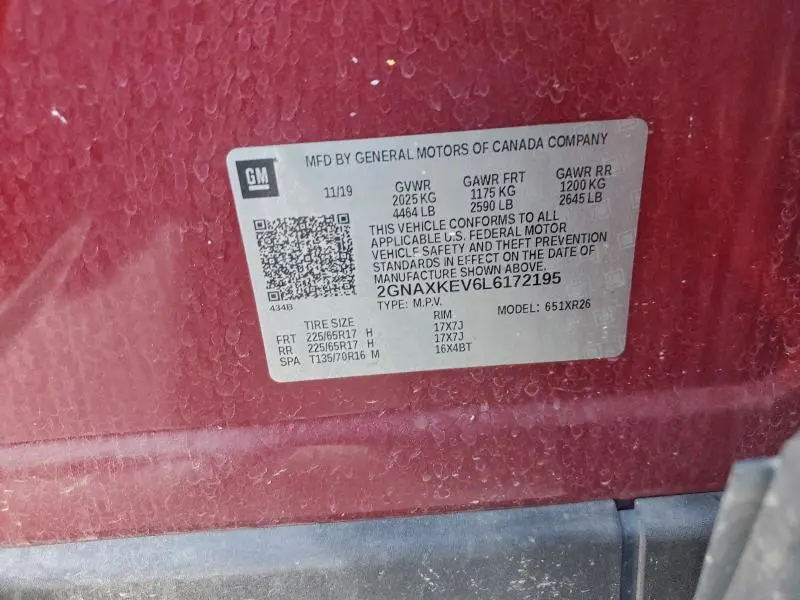 MFD BY GENERAL MOTORS OF CANADA COMPANY
GM
11/19 GVWR GAWR FRT GAWR RR
2025 KG 1175 KG 1200 KG
4464 LB 2590 LB 2645 LB
THIS VEHICLE CONFORMS TO ALL
APPLICABLE U.S. FEDERAL MOTOR
VEHICLE SAFETY AND THEFT PREVENTION
STANDARDS IN EFFECT ON THE DATE OF
MANUFACTURE SHOWN ABOVE.
2GNAXKEV6L6172195
434B
TYPE: M.P.V. MODEL: 651XR26
TIRE SIZE RIM
FRT 225/65R17 H 17X7J
RR 225/65R17 H 17X7J
SPA T135/70R16 M 16X4BT